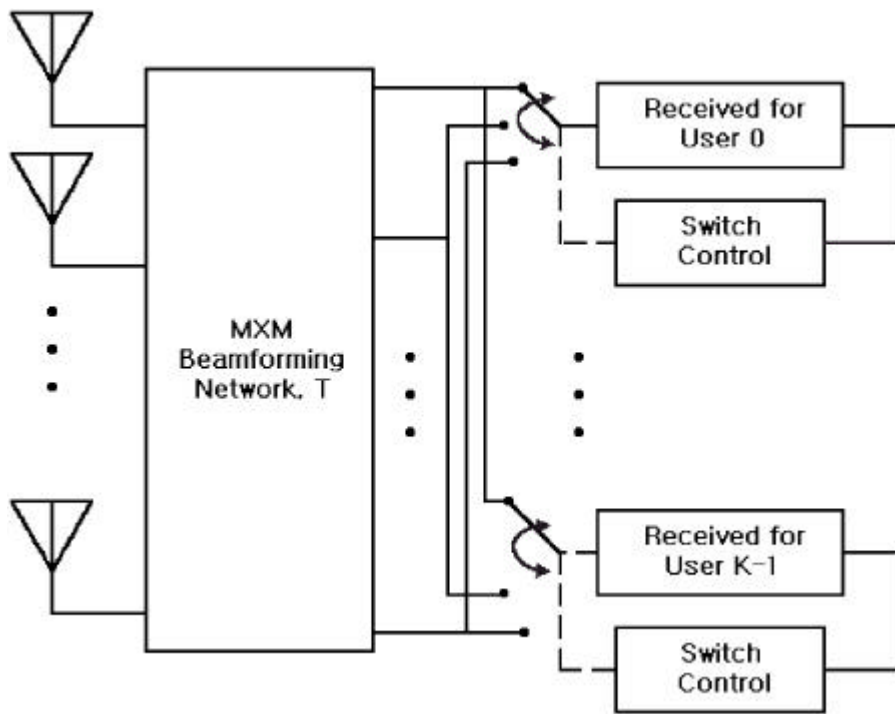 Received for
User 0
Switch
Control
MXM
Beamforming
Network, T
Received for
User K-1
Switch
Control